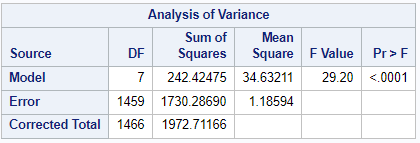 Analysis of Variance
Source DF Sum of Squares Mean Square F Value Pr > F
Model 7 242.42475 34.63211 29.20 <.0001
Error 1459 1730.28690 1.18594
Corrected Total 1466 1972.71166